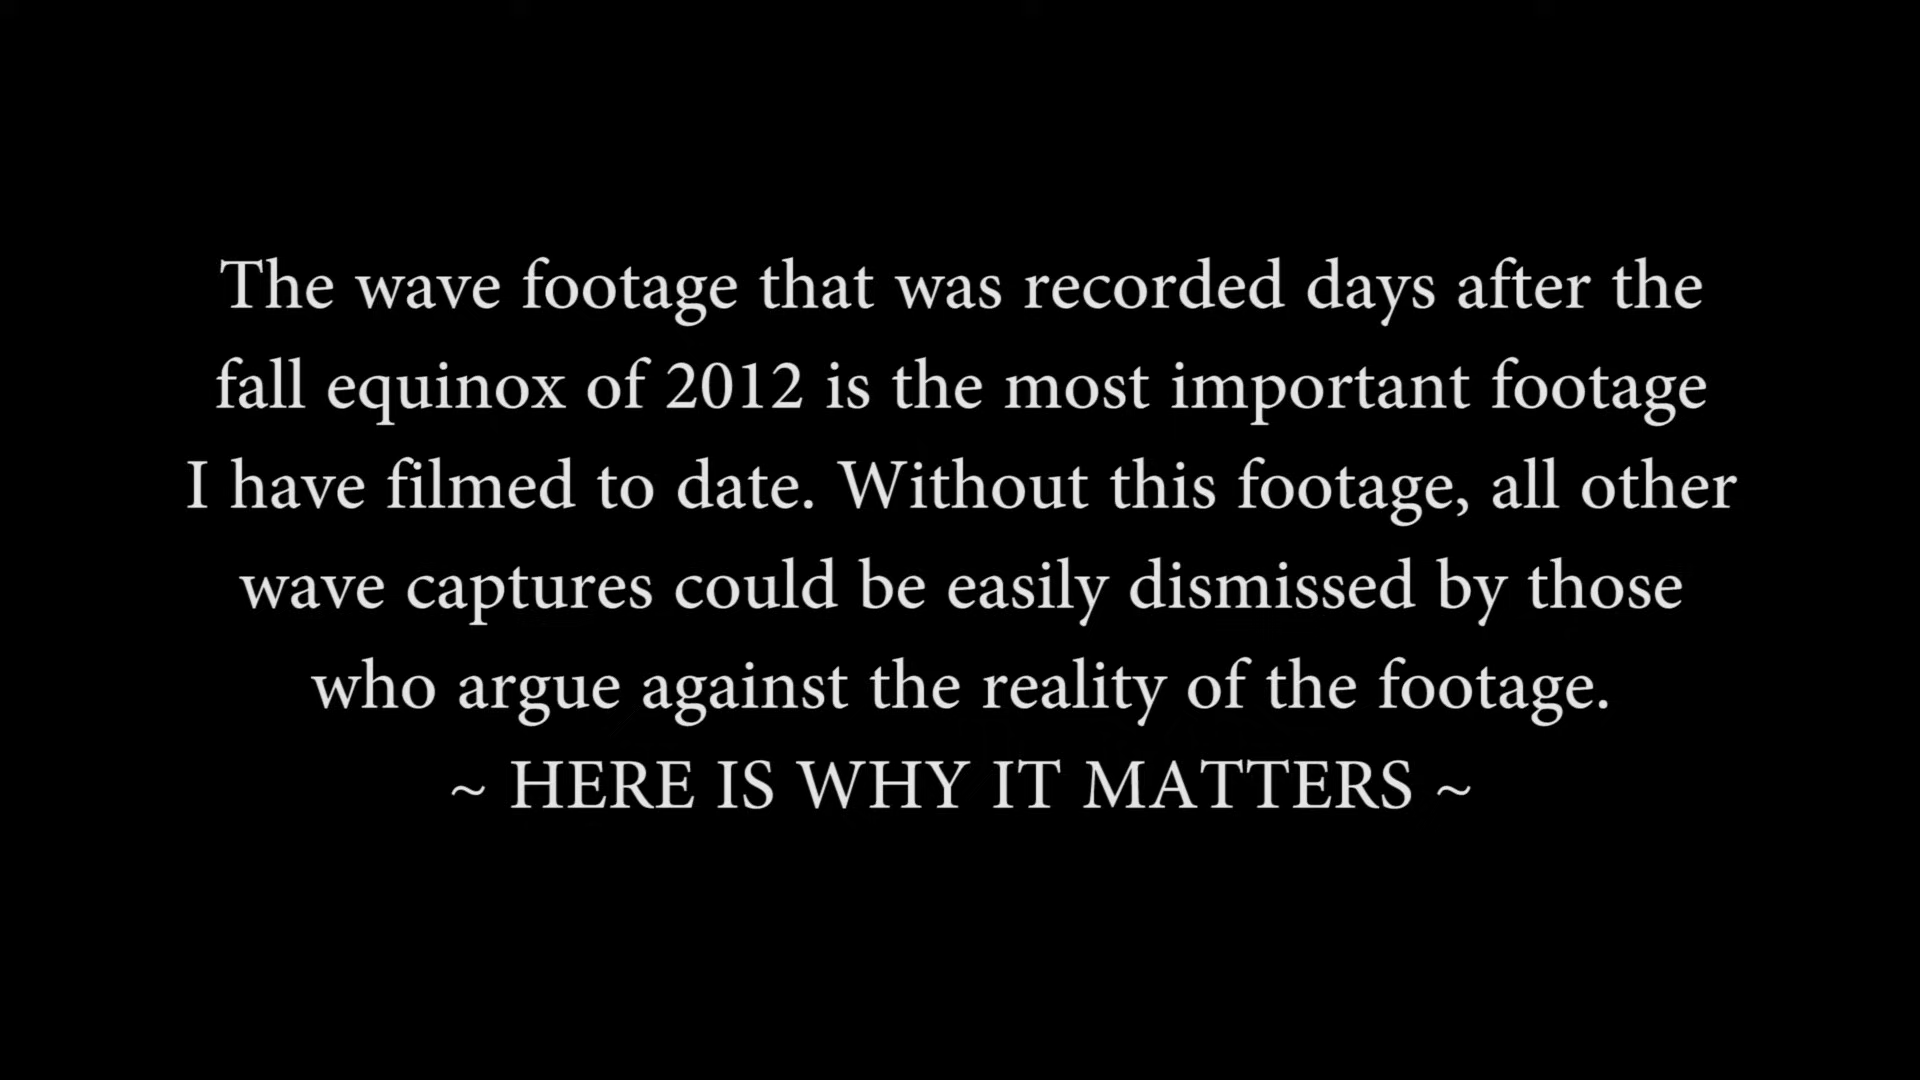 The wave footage that was recorded days after the
fall equinox of 2012 is the most important footage
I have filmed to date. Without this footage, all other
wave captures could be easily dismissed by those
who argue against the reality of the footage.
~ HERE IS WHY IT MATTERS ~